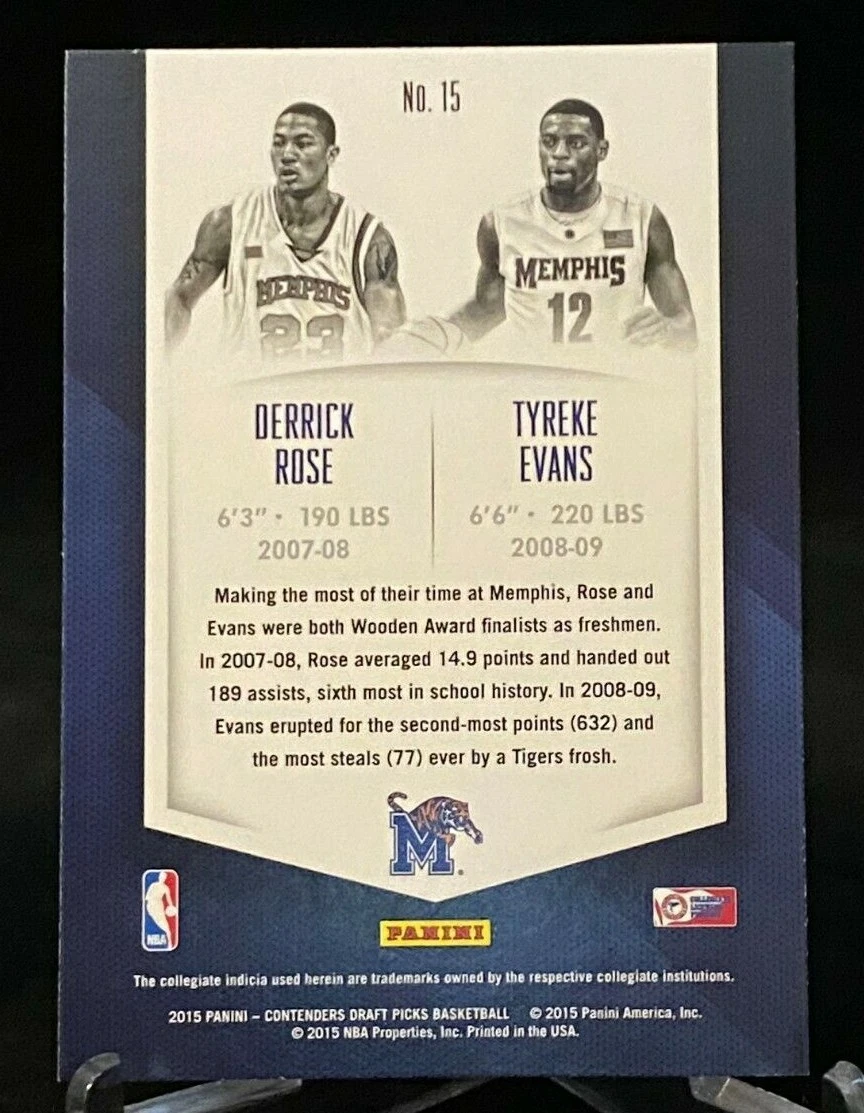 No. 15
MEMPHIS
23
MEMPHIS
12
DERRICK
ROSE
6'3" • 190 LBS
2007-08
TYREKE
EVANS
6'6" • 220 LBS
2008-09
Making the most of their time at Memphis, Rose and
Evans were both Wooden Award finalists as freshmen.
In 2007-08, Rose averaged 14.9 points and handed out
189 assists, sixth most in school history. In 2008-09,
Evans erupted for the second-most points (632) and
the most steals (77) ever by a Tigers frosh.
M®
NBA
PANINI
The collegiate indicia used herein are trademarks owned by the respective collegiate institutions.
2015 PANINI – CONTENDERS DRAFT PICKS BASKETBALL © 2015 Panini America, Inc.
© 2015 NBA Properties, Inc. Printed in the USA.